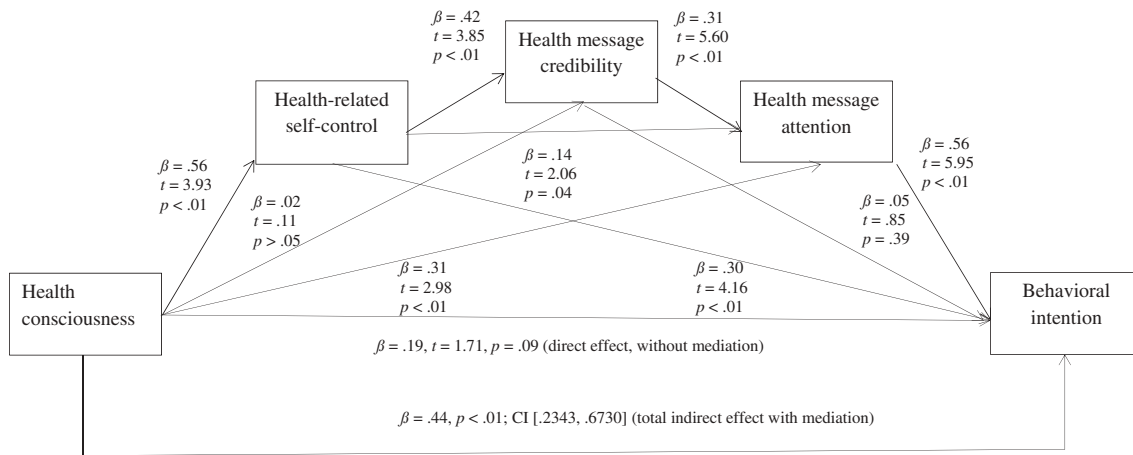 β = .42
t = 3.85
p < .01
Health message
credibility
β = .31
t = 5.60
p < .01
Health-related
self-control
Health message
attention
β = .56
t = 3.93
p < .01
β = .02
t = .11
p > .05
β = .14
t = 2.06
p = .04
β = .56
t = 5.95
p < .01
β = .05
t = .85
p = .39
Health
consciousness
β = .31
t = 2.98
p < .01
β = .30
t = 4.16
p < .01
Behavioral
intention
β = .19, t = 1.71, p = .09 (direct effect, without mediation)
β = .44, p < .01; CI [.2343, .6730] (total indirect effect with mediation)